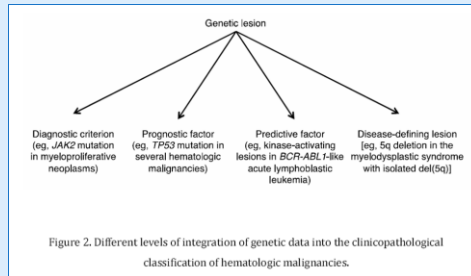 Genetic lesion
Diagnostic criterion
(eg, JAK2 mutation
in myeloproliferative
neoplasms)
Prognostic factor
(eg, TP53 mutation in
several hematologic
malignancies)
Predictive factor
(eg, kinase-activating
lesions in BCR-ABL1-like
acute lymphoblastic
leukemia)
Disease-defining lesion
[eg, 5q deletion in the
myelodysplastic syndrome
with isolated del(5q)]
Figure 2. Different levels of integration of genetic data into the clinicopathological
classification of hematologic malignancies.